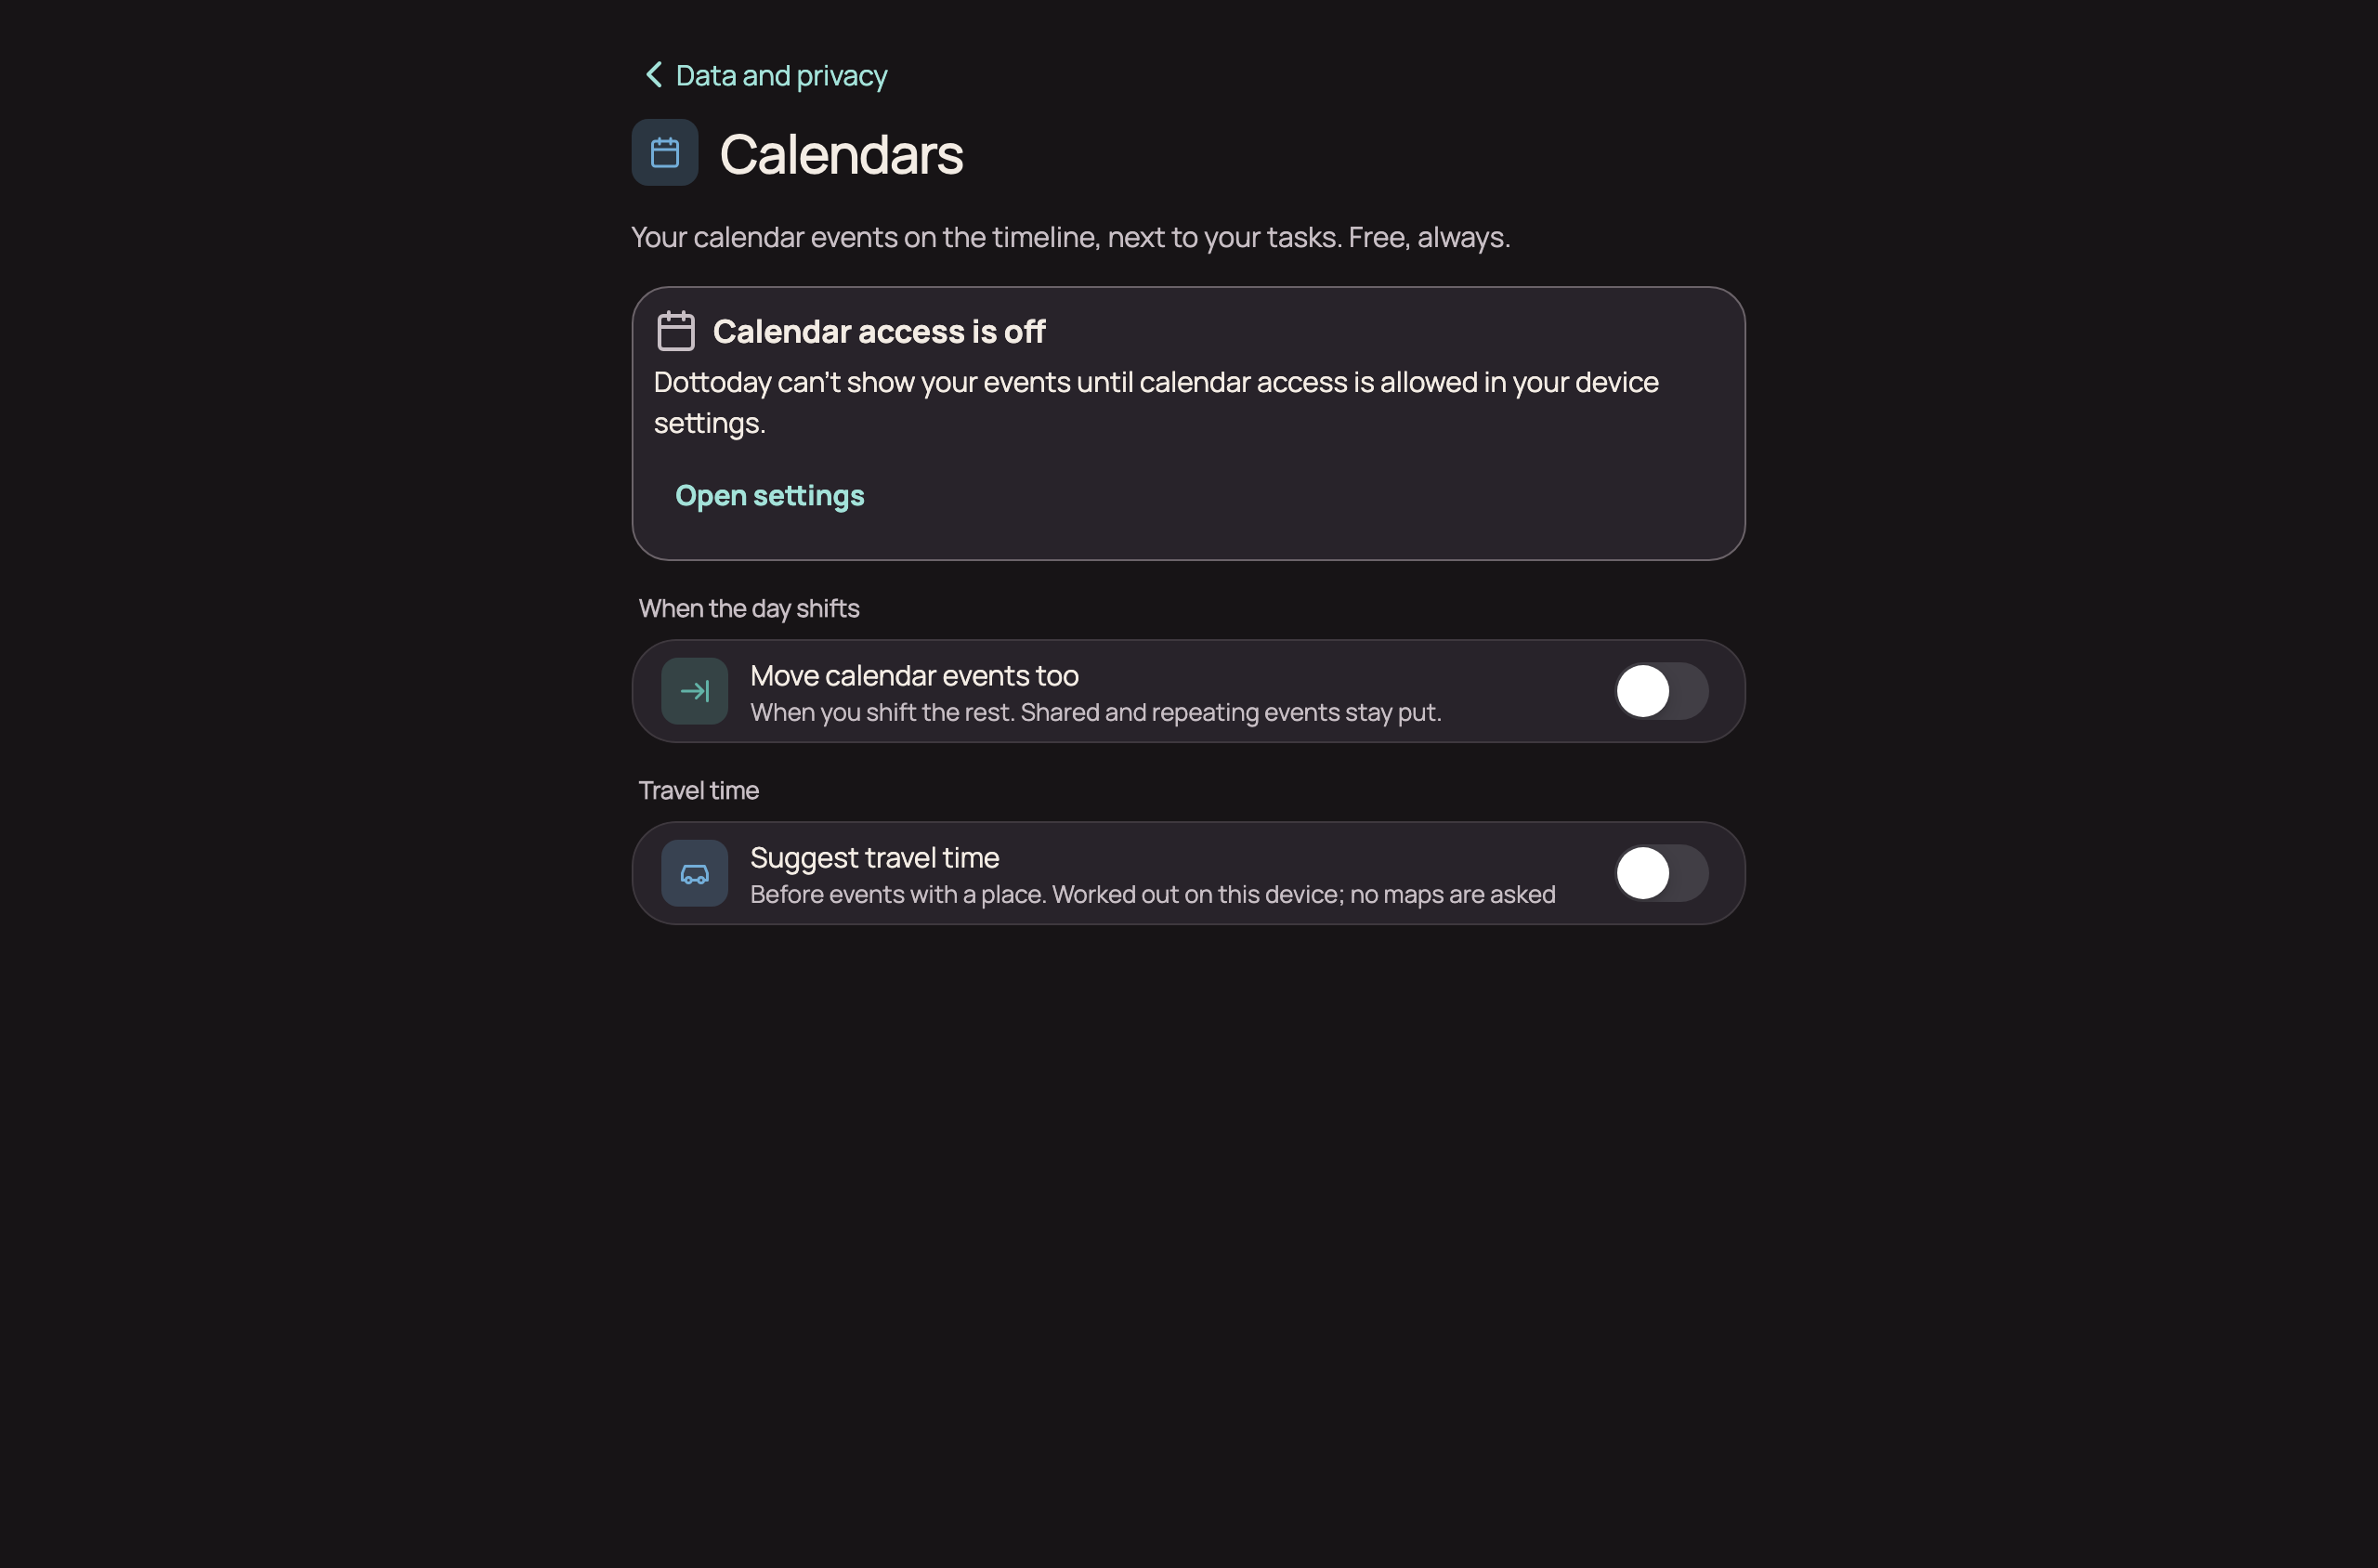 Data and privacy
Calendars
Your calendar events on the timeline, next to your tasks. Free, always.
Calendar access is off
Dottoday can’t show your events until calendar access is allowed in your device
settings.
Open settings
When the day shifts
Move calendar events too
When you shift the rest. Shared and repeating events stay put.
Travel time
Suggest travel time
Before events with a place. Worked out on this device; no maps are asked